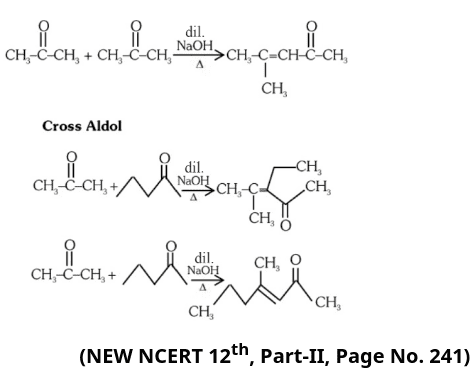 O O O
CH₃-C-CH₃ + CH₃-C-CH₃ dil. NaOH Δ CH₃-C=CH-C-CH₃
CH₃
Cross Aldol
O O
CH₃-C-CH₃ + dil. NaOH Δ CH₃-C= CH₃ CH₃
CH₃ O
O O
CH₃-C-CH₃ + dil. NaOH Δ CH₃ O
CH₃ CH₃
(NEW NCERT 12th, Part-II, Page No. 241)